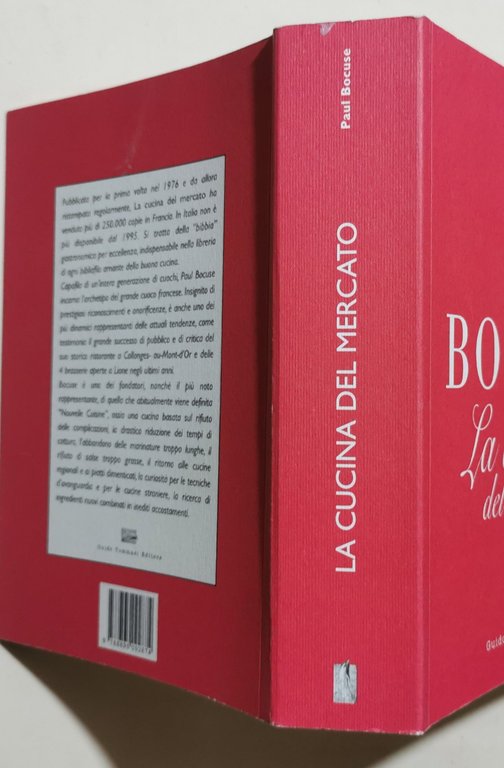 Pubblicata per la prima volta nel 1976 e da allora
ristampata regolarmente, La cucina del mercato ha
venduto più di 250.000 copie in Francia. In Italia non è
più disponibile dal 1995. Si tratta della "bibbia"
gastronomica per eccellenza, indispensabile nella libreria
di ogni bibliofilo amante della buona cucina.
Capofila di un'intera generazione di cuochi, Paul Bocuse
incarna l'archetipo del grande cuoco francese. Insignito di
prestigiosi riconoscimenti e onorificenze, è anche uno dei
più dinamici rappresentanti delle attuali tendenze, come
testimonia il grande successo di pubblico e di critica del
suo storico ristorante a Collonges-au-Mont-d'Or e delle
4 brasserie aperte a Lione negli ultimi anni.
Bocuse è uno dei fondatori, nonché il più noto
rappresentante, di quella che abitualmente viene definita
"Nouvelle Cuisine", ossia una cucina basata sul rifiuto
delle complicazioni, la drastica riduzione dei tempi di
cottura, l'abbandono delle marinature troppo lunghe, il
rifiuto di salse troppo grasse, il ritorno alle cucine
regionali e ai piatti dimenticati, la curiosità per le tecniche
d'avanguardia e per le cucine straniere, la ricerca di
ingredienti nuovi combinati in inediti accostamenti.
Guido Tommasi Editore
LA CUCINA DEL MERCATO
Paul Bocuse
BO
La
del
Guido